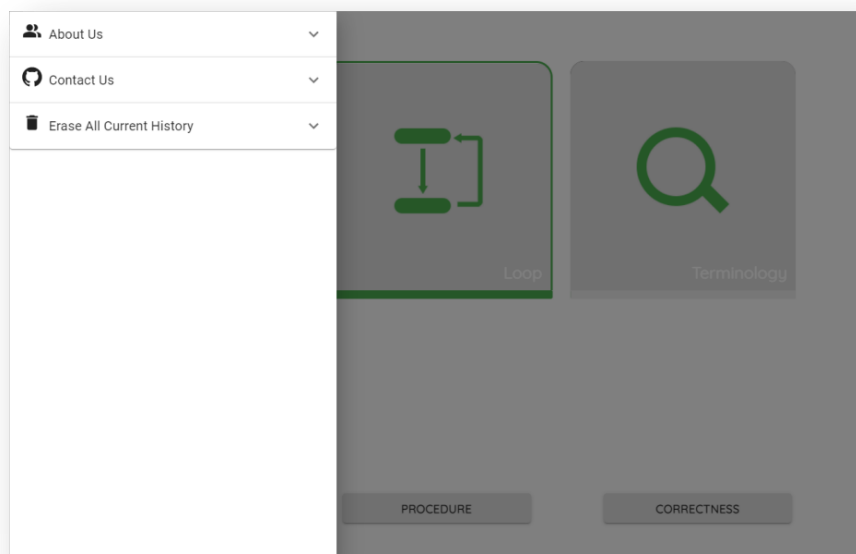 About Us
Contact Us
Erase All Current History
Loop
Terminology
PROCEDURE
CORRECTNESS